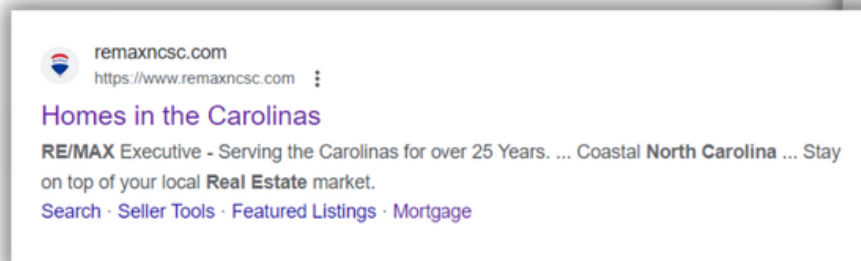 remaxncsc.com
https://www.remaxncsc.com
Homes in the Carolinas
RE/MAX Executive - Serving the Carolinas for over 25 Years. ... Coastal North Carolina ... Stay
on top of your local Real Estate market.
Search · Seller Tools · Featured Listings · Mortgage